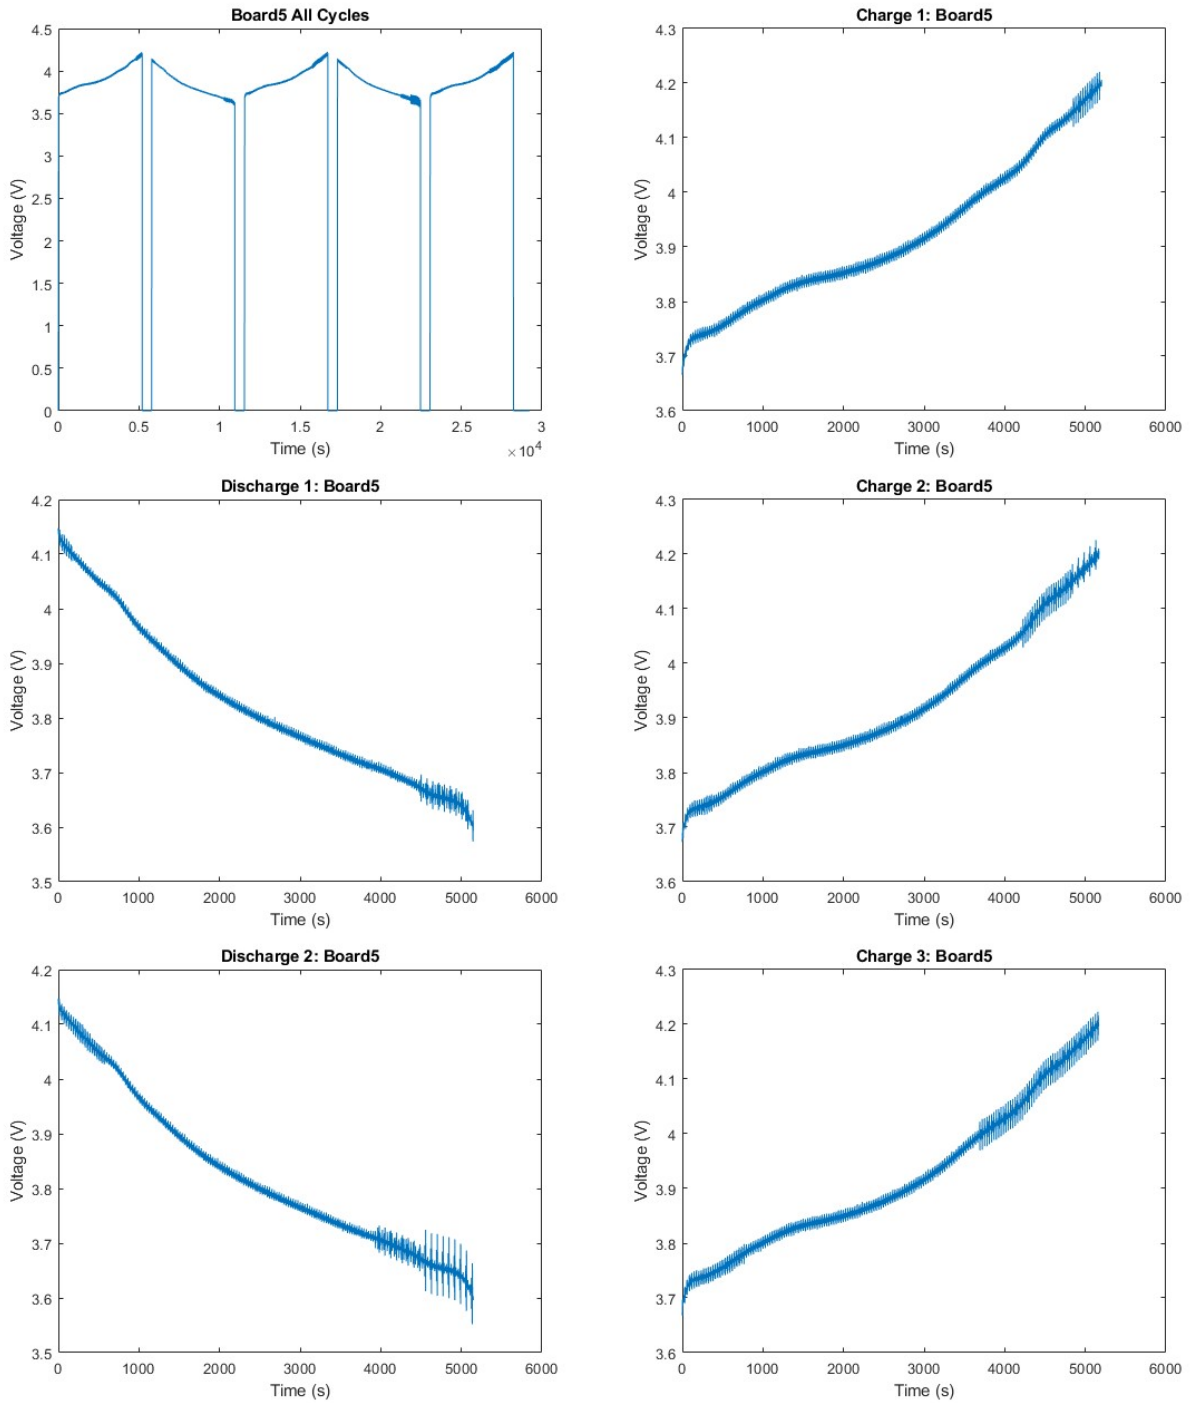 Board5 All Cycles
4.5
4
3.5
3
2.5
2
1.5
1
0.5
0
Voltage (V)
0 0.5 1 1.5 2 2.5 3
Time (s)
×10⁴
Charge 1: Board5
4.3
4.2
4.1
4
3.9
3.8
3.7
3.6
Voltage (V)
0 1000 2000 3000 4000 5000 6000
Time (s)
Discharge 1: Board5
4.2
4.1
4
3.9
3.8
3.7
3.6
3.5
Voltage (V)
0 1000 2000 3000 4000 5000 6000
Time (s)
Charge 2: Board5
4.3
4.2
4.1
4
3.9
3.8
3.7
3.6
Voltage (V)
0 1000 2000 3000 4000 5000 6000
Time (s)
Discharge 2: Board5
4.2
4.1
4
3.9
3.8
3.7
3.6
3.5
Voltage (V)
0 1000 2000 3000 4000 5000 6000
Time (s)
Charge 3: Board5
4.3
4.2
4.1
4
3.9
3.8
3.7
3.6
Voltage (V)
0 1000 2000 3000 4000 5000 6000
Time (s)